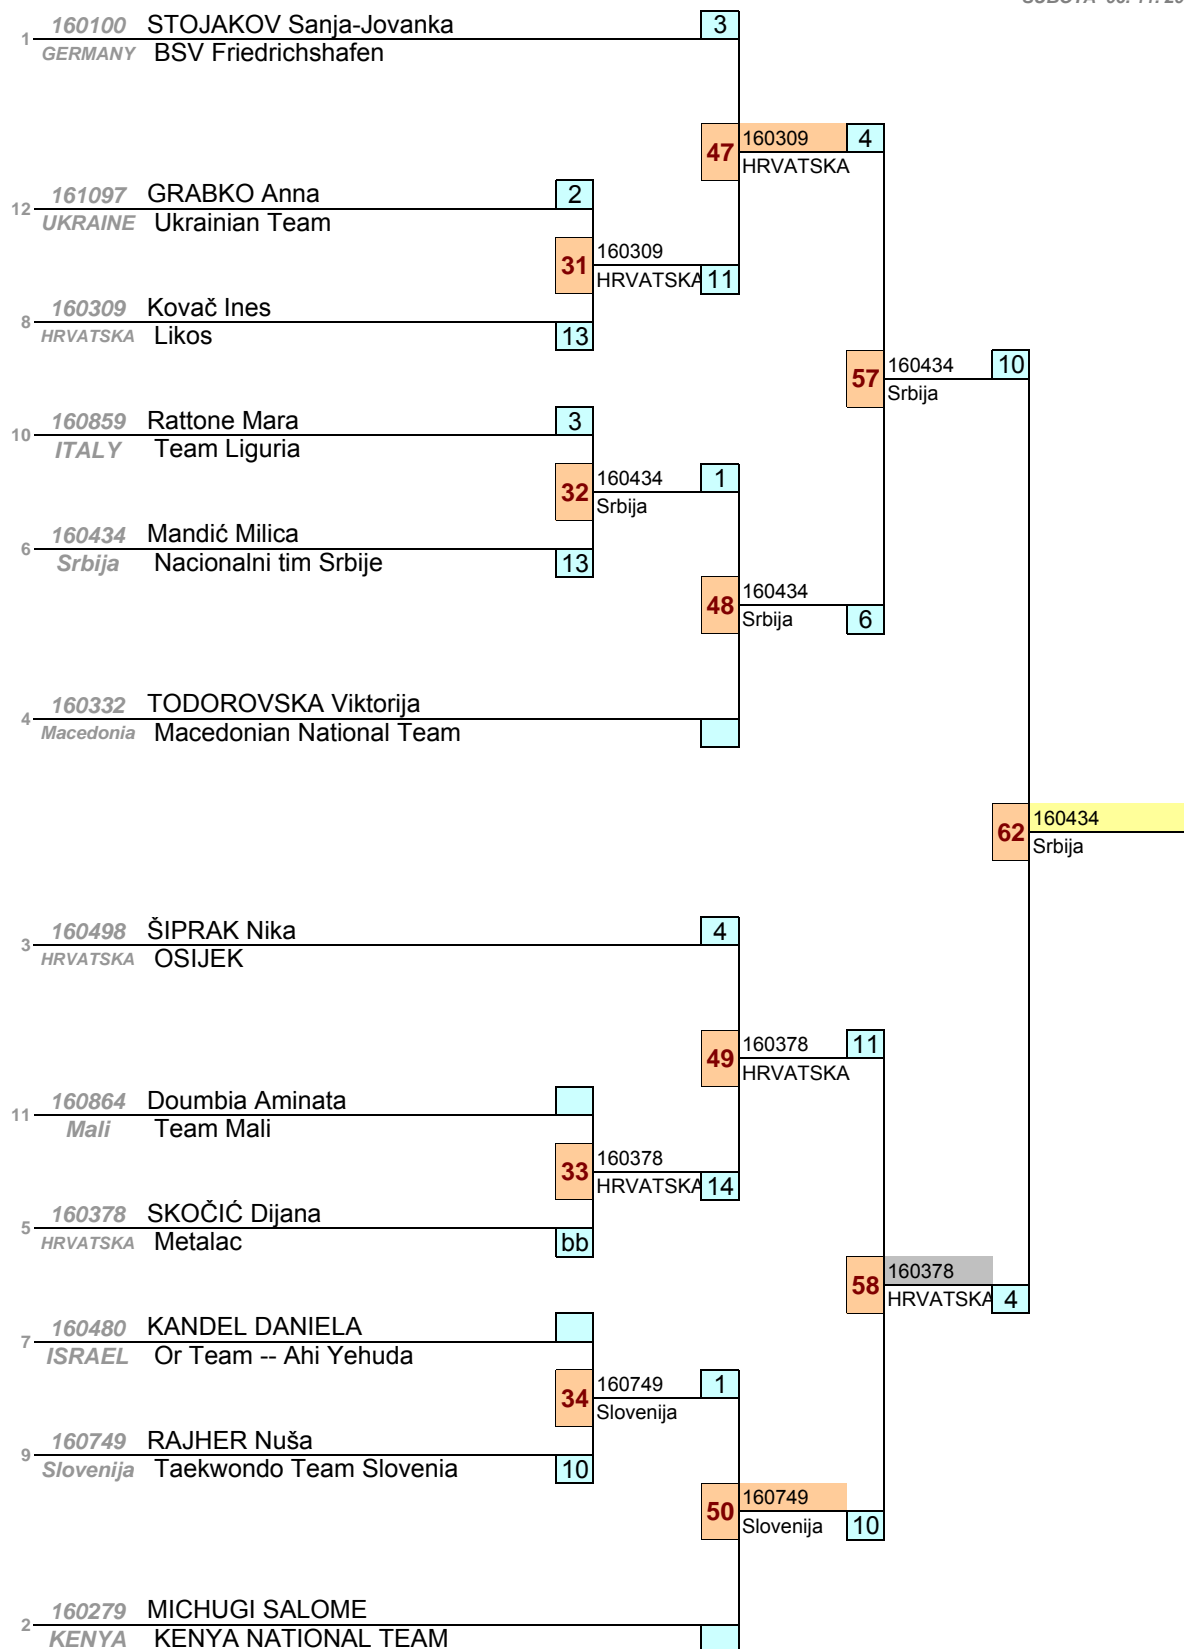 160100 STOJAKOV Sanja-Jovanka 3
1
GERMANY BSV Friedrichshafen
47 160309 4
HRVATSKA
161097 GRABKO Anna 2
12
UKRAINE Ukrainian Team
31 160309
HRVATSKA 11
160309 Kovač Ines
8
HRVATSKA Likos 13
57 160434 10
Srbija
160859 Rattone Mara 3
10
ITALY Team Liguria
32 160434 1
Srbija
160434 Mandić Milica
6
Srbija Nacionalni tim Srbije 13
48 160434
Srbija 6
160332 TODOROVSKA Viktorija
4
Macedonia Macedonian National Team
62 160434
Srbija
160498 ŠIPRAK Nika 4
3
HRVATSKA OSIJEK
49 160378 11
HRVATSKA
160864 Doumbia Aminata
11
Mali Team Mali
33 160378
HRVATSKA 14
160378 SKOČIĆ Dijana
5
HRVATSKA Metalac bb
58 160378
HRVATSKA 4
160480 KANDEL DANIELA
7
ISRAEL Or Team -- Ahi Yehuda
34 160749 1
Slovenija
160749 RAJHER Nuša
9
Slovenija Taekwondo Team Slovenia 10
50 160749
Slovenija 10
160279 MICHUGI SALOME
2
KENYA KENYA NATIONAL TEAM